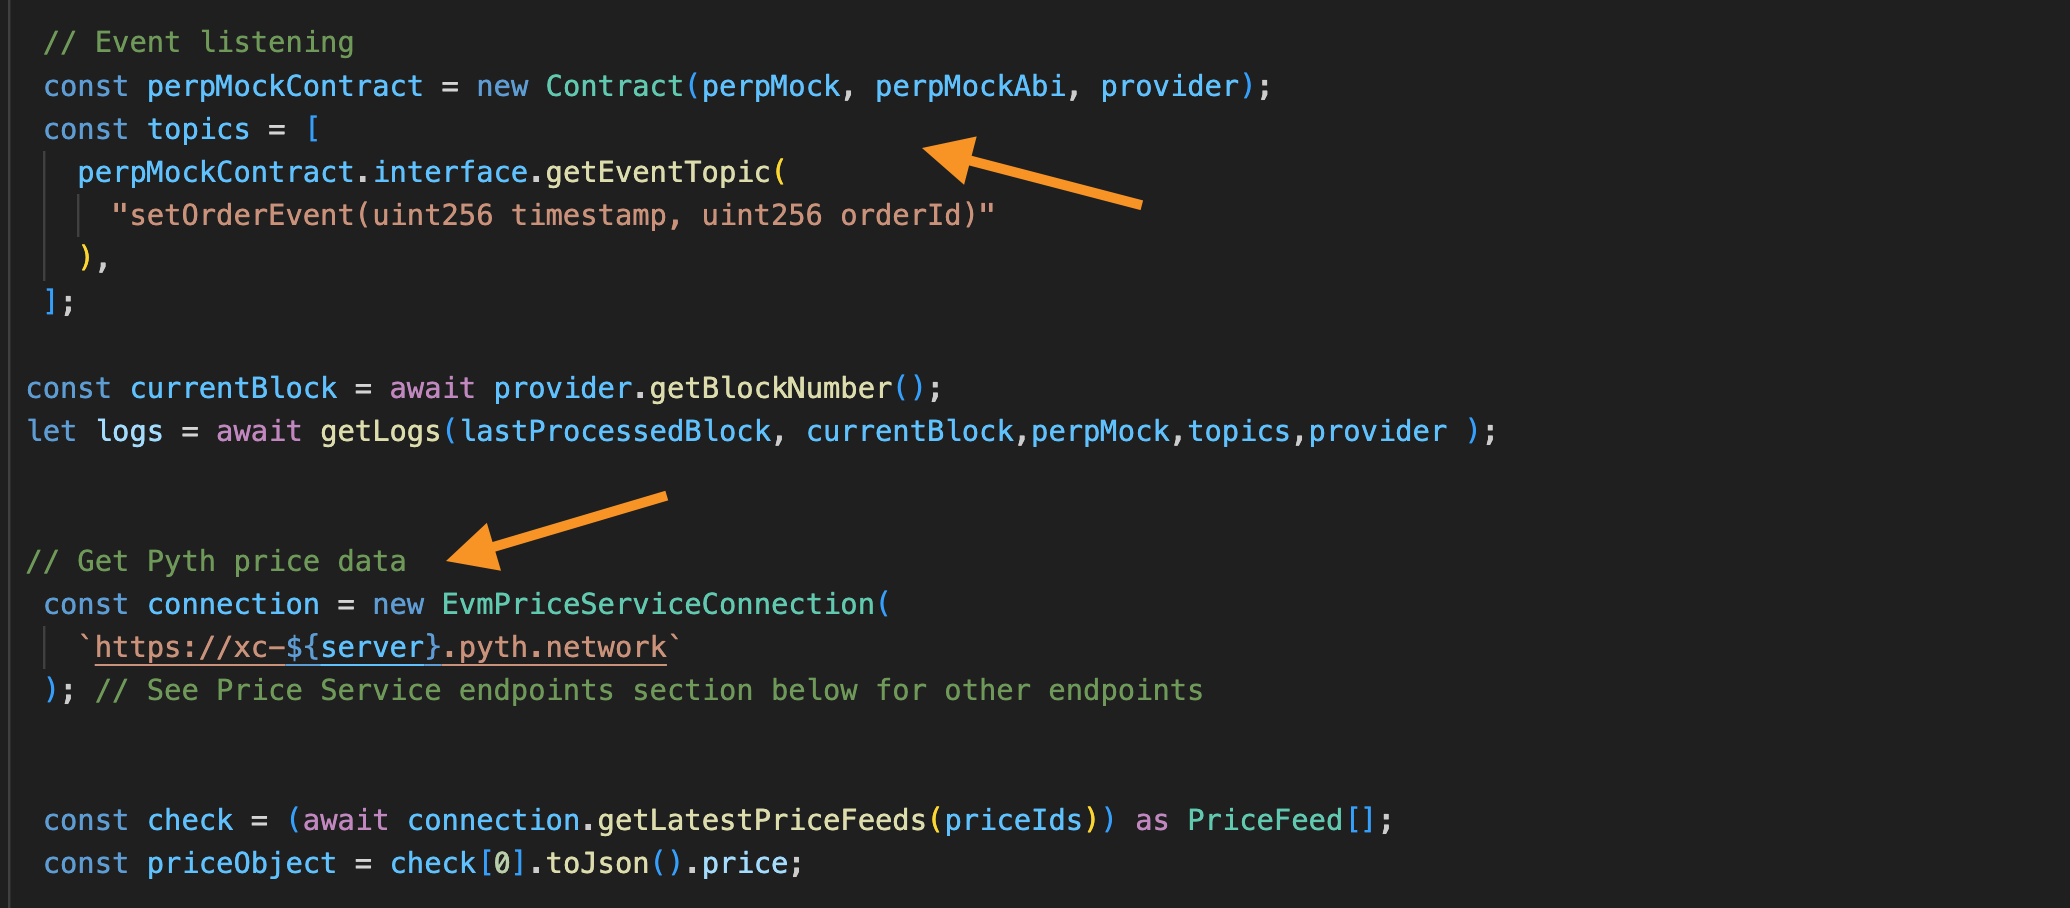 // Event listening
const perpMockContract = new Contract(perpMock, perpMockAbi, provider);
const topics = [
perpMockContract.interface.getEventTopic(
"setOrderEvent(uint256 timestamp, uint256 orderId)"
),
];
const currentBlock = await provider.getBlockNumber();
let logs = await getLogs(lastProcessedBlock, currentBlock,perpMock,topics,provider );
// Get Pyth price data
const connection = new EvmPriceServiceConnection(
`https://xc-${server}.pyth.network`
); // See Price Service endpoints section below for other endpoints
const check = (await connection.getLatestPriceFeeds(priceIds)) as PriceFeed[];
const priceObject = check[0].toJson().price;